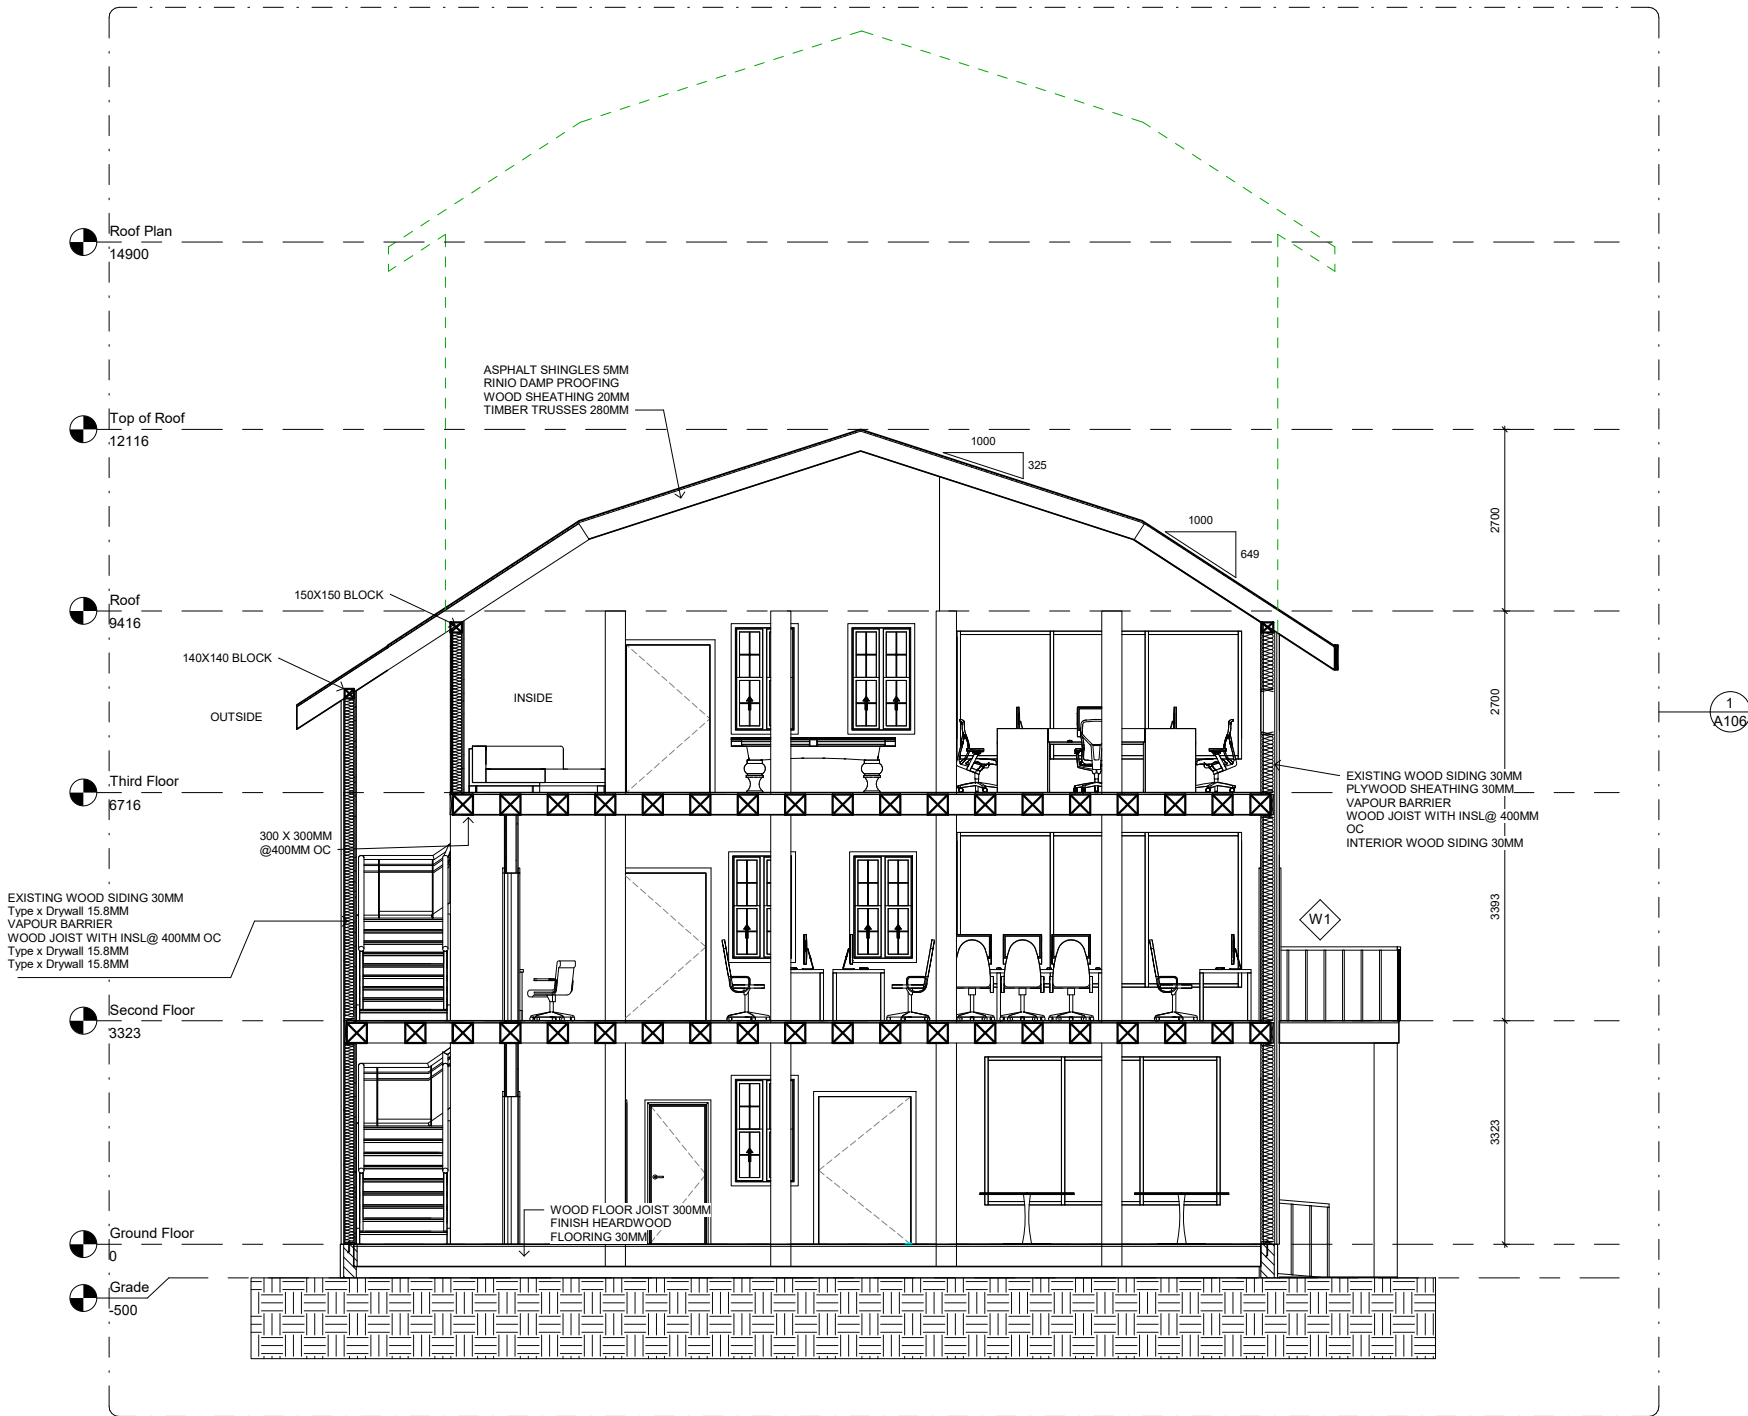 Roof Plan
14900
ASPHALT SHINGLES 5MM
RINIO DAMP PROOFING
WOOD SHEATHING 20MM
TIMBER TRUSSES 280MM
Top of Roof
12116
1000
325
2700
1000
649
150X150 BLOCK
Roof
9416
140X140 BLOCK
OUTSIDE
INSIDE
2700
1
A106
Third Floor
6716
EXISTING WOOD SIDING 30MM
PLYWOOD SHEATHING 30MM
VAPOUR BARRIER
WOOD JOIST WITH INSL@ 400MM
OC
INTERIOR WOOD SIDING 30MM
300 X 300MM
@400MM OC
EXISTING WOOD SIDING 30MM
Type x Drywall 15.8MM
VAPOUR BARRIER
WOOD JOIST WITH INSL@ 400MM OC
Type x Drywall 15.8MM
Type x Drywall 15.8MM
3393
W1
Second Floor
3323
3323
WOOD FLOOR JOIST 300MM
FINISH HEARDWOOD
FLOORING 30MM
Ground Floor
0
Grade
-500